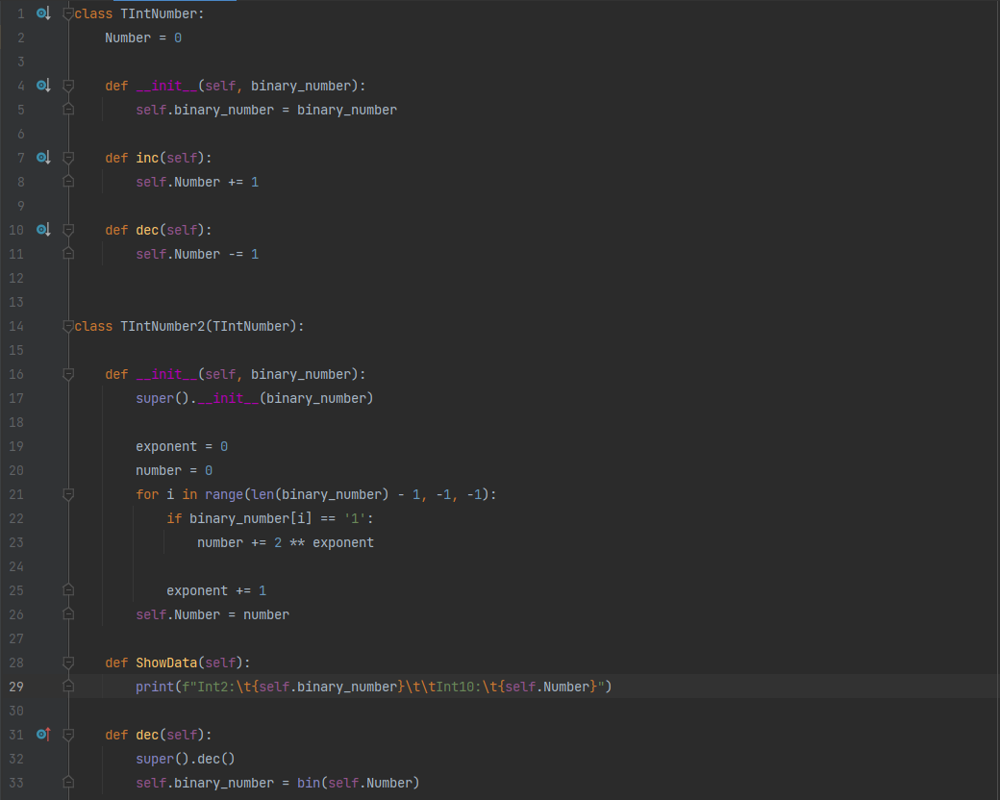 1 class TIntNumber:
2     Number = 0
3
4     def __init__(self, binary_number):
5         self.binary_number = binary_number
6
7     def inc(self):
8         self.Number += 1
9
10     def dec(self):
11         self.Number -= 1
12
13
14 class TIntNumber2(TIntNumber):
15
16     def __init__(self, binary_number):
17         super().__init__(binary_number)
18
19         exponent = 0
20         number = 0
21         for i in range(len(binary_number) - 1, -1, -1):
22             if binary_number[i] == '1':
23                 number += 2 ** exponent
24
25             exponent += 1
26         self.Number = number
27
28     def ShowData(self):
29         print(f"Int2:\t{self.binary_number}\t\tInt10:\t{self.Number}")
30
31     def dec(self):
32         super().dec()
33         self.binary_number = bin(self.Number)